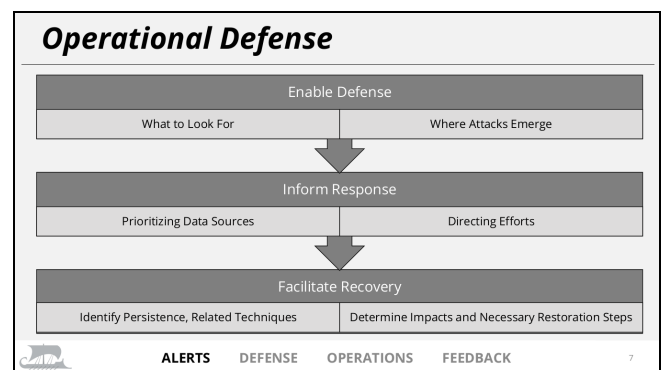 Operational Defense
Enable Defense
What to Look For
Where Attacks Emerge
Inform Response
Prioritizing Data Sources
Directing Efforts
Facilitate Recovery
Identify Persistence, Related Techniques
Determine Impacts and Necessary Restoration Steps
ALERTS DEFENSE OPERATIONS FEEDBACK 7